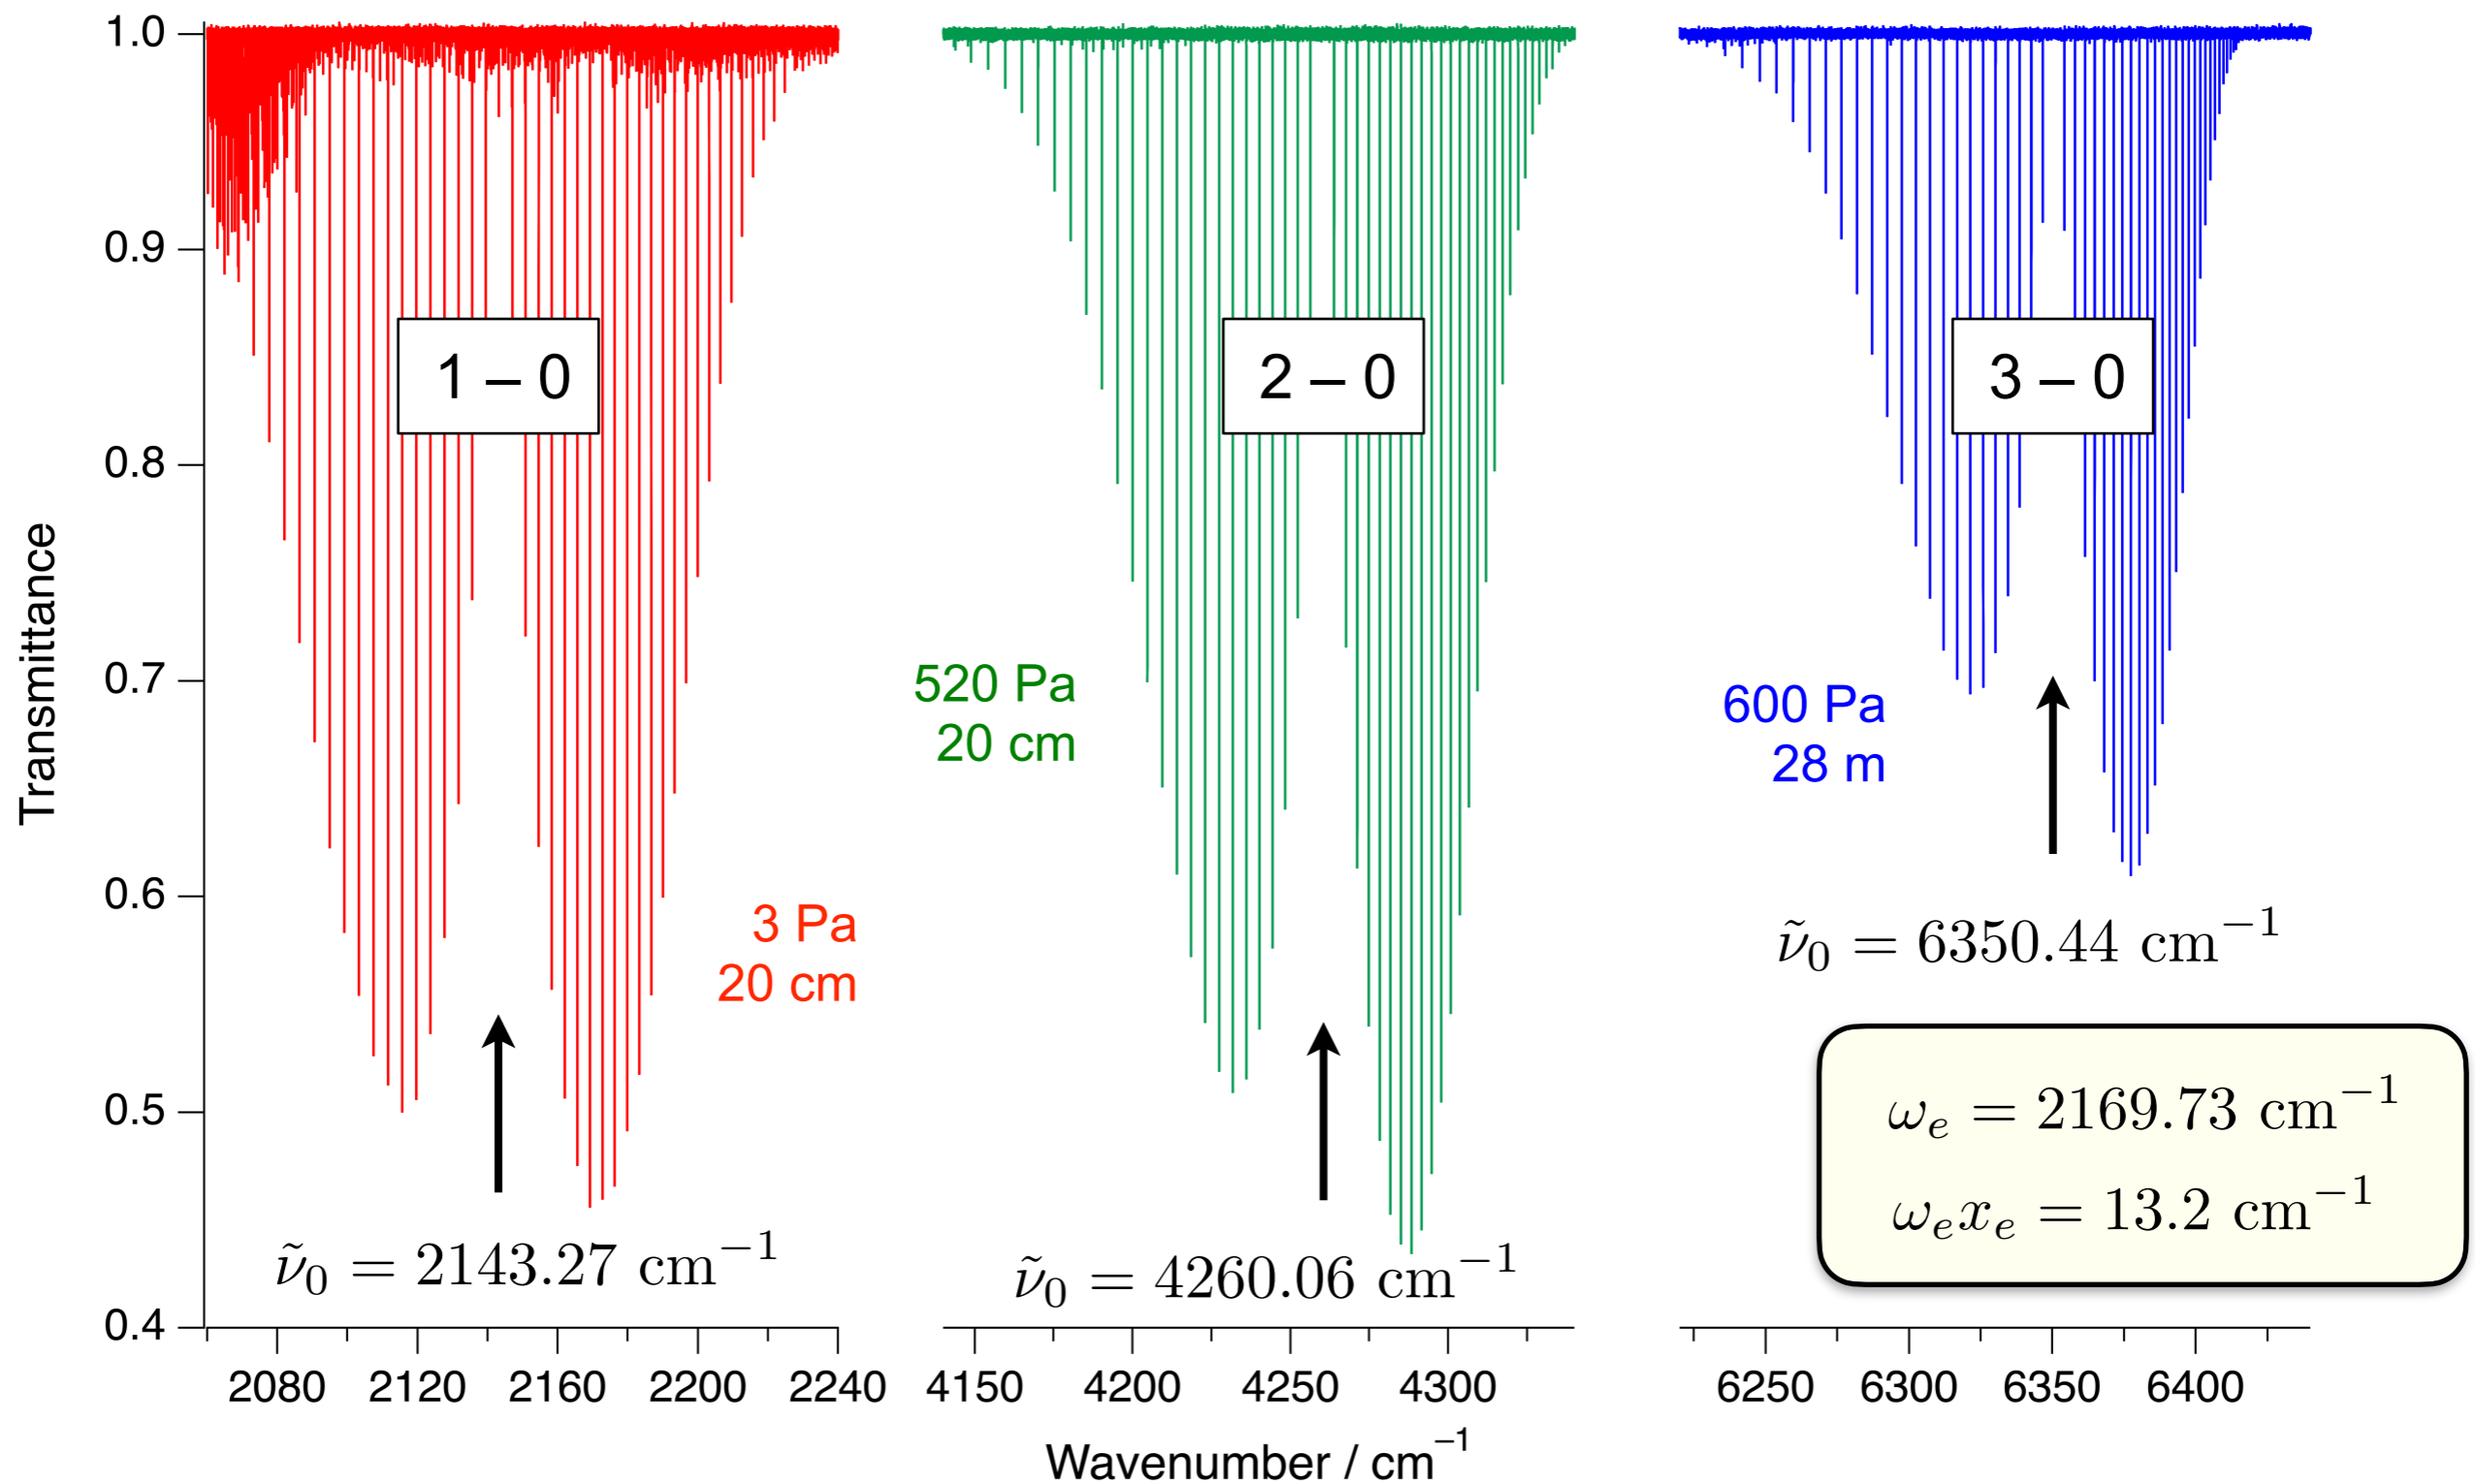 Transmittance
1.0
0.9
0.8
0.7
0.6
0.5
0.4
1 – 0
3 Pa
20 cm
ν̃₀ = 2143.27 cm⁻¹
2080 2120 2160 2200 2240
2 – 0
520 Pa
20 cm
ν̃₀ = 4260.06 cm⁻¹
4150 4200 4250 4300
3 – 0
600 Pa
28 m
ν̃₀ = 6350.44 cm⁻¹
ωₑ = 2169.73 cm⁻¹
ωₑxₑ = 13.2 cm⁻¹
6250 6300 6350 6400
Wavenumber / cm⁻¹